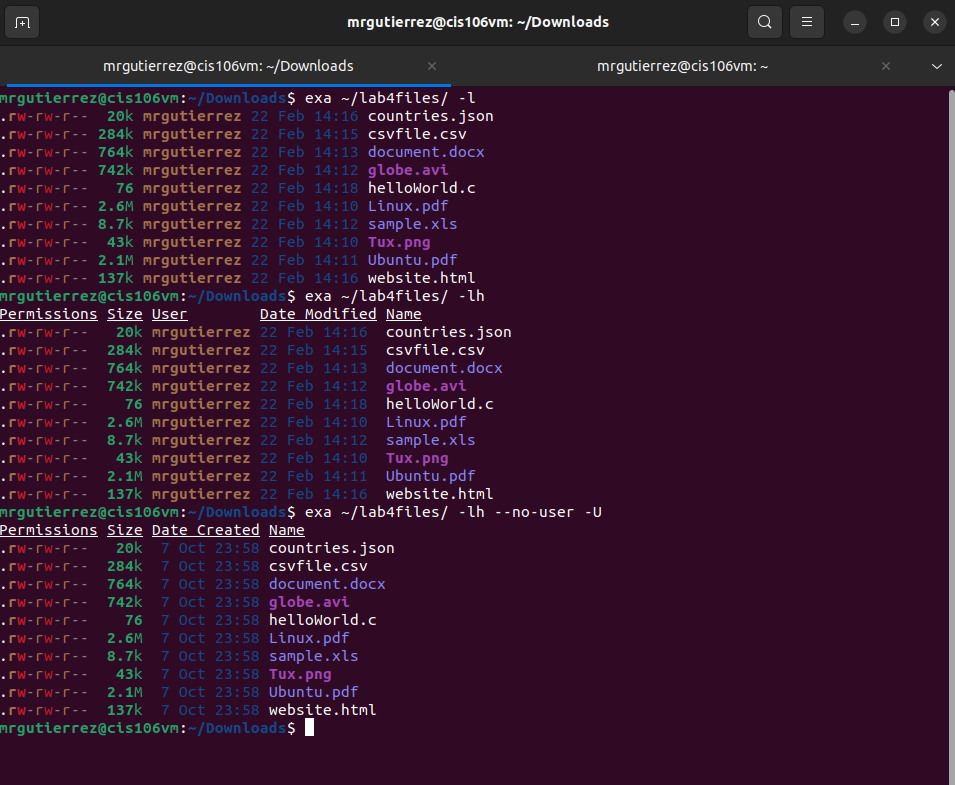 mrgutierrez@cis106vm: ~/Downloads
mrgutierrez@cis106vm: ~/Downloads mrgutierrez@cis106vm: ~
mrgutierrez@cis106vm:~/Downloads$ exa ~/lab4files/ -l
.rw-rw-r-- 20k mrgutierrez 22 Feb 14:16 countries.json
.rw-rw-r-- 284k mrgutierrez 22 Feb 14:15 csvfile.csv
.rw-rw-r-- 764k mrgutierrez 22 Feb 14:13 document.docx
.rw-rw-r-- 742k mrgutierrez 22 Feb 14:12 globe.avi
.rw-rw-r-- 76 mrgutierrez 22 Feb 14:18 helloWorld.c
.rw-rw-r-- 2.6M mrgutierrez 22 Feb 14:10 Linux.pdf
.rw-rw-r-- 8.7k mrgutierrez 22 Feb 14:12 sample.xls
.rw-rw-r-- 43k mrgutierrez 22 Feb 14:10 Tux.png
.rw-rw-r-- 2.1M mrgutierrez 22 Feb 14:11 Ubuntu.pdf
.rw-rw-r-- 137k mrgutierrez 22 Feb 14:16 website.html
mrgutierrez@cis106vm:~/Downloads$ exa ~/lab4files/ -lh
Permissions Size User Date Modified Name
.rw-rw-r-- 20k mrgutierrez 22 Feb 14:16 countries.json
.rw-rw-r-- 284k mrgutierrez 22 Feb 14:15 csvfile.csv
.rw-rw-r-- 764k mrgutierrez 22 Feb 14:13 document.docx
.rw-rw-r-- 742k mrgutierrez 22 Feb 14:12 globe.avi
.rw-rw-r-- 76 mrgutierrez 22 Feb 14:18 helloWorld.c
.rw-rw-r-- 2.6M mrgutierrez 22 Feb 14:10 Linux.pdf
.rw-rw-r-- 8.7k mrgutierrez 22 Feb 14:12 sample.xls
.rw-rw-r-- 43k mrgutierrez 22 Feb 14:10 Tux.png
.rw-rw-r-- 2.1M mrgutierrez 22 Feb 14:11 Ubuntu.pdf
.rw-rw-r-- 137k mrgutierrez 22 Feb 14:16 website.html
mrgutierrez@cis106vm:~/Downloads$ exa ~/lab4files/ -lh --no-user -U
Permissions Size Date Created Name
.rw-rw-r-- 20k 7 Oct 23:58 countries.json
.rw-rw-r-- 284k 7 Oct 23:58 csvfile.csv
.rw-rw-r-- 764k 7 Oct 23:58 document.docx
.rw-rw-r-- 742k 7 Oct 23:58 globe.avi
.rw-rw-r-- 76 7 Oct 23:58 helloWorld.c
.rw-rw-r-- 2.6M 7 Oct 23:58 Linux.pdf
.rw-rw-r-- 8.7k 7 Oct 23:58 sample.xls
.rw-rw-r-- 43k 7 Oct 23:58 Tux.png
.rw-rw-r-- 2.1M 7 Oct 23:58 Ubuntu.pdf
.rw-rw-r-- 137k 7 Oct 23:58 website.html
mrgutierrez@cis106vm:~/Downloads$